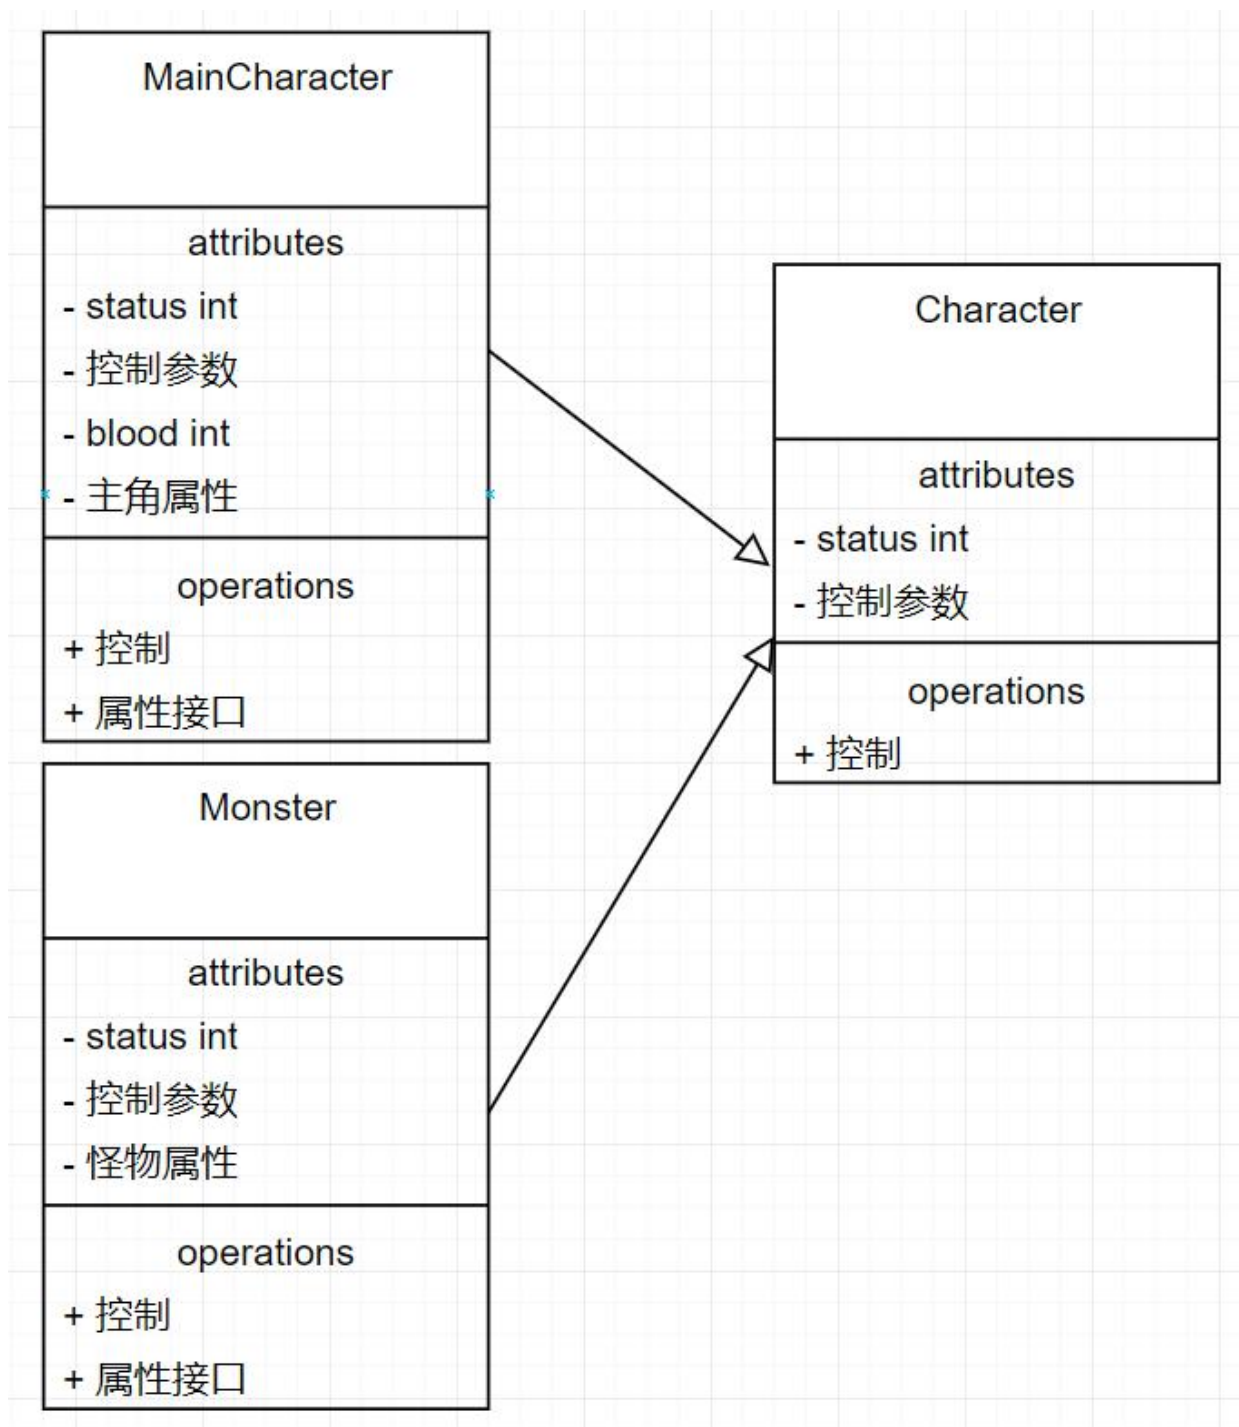 MainCharacter
attributes
- status int
- 控制参数
- blood int
- 主角属性
operations
+ 控制
+ 属性接口
Character
attributes
- status int
- 控制参数
operations
+ 控制
Monster
attributes
- status int
- 控制参数
- 怪物属性
operations
+ 控制
+ 属性接口